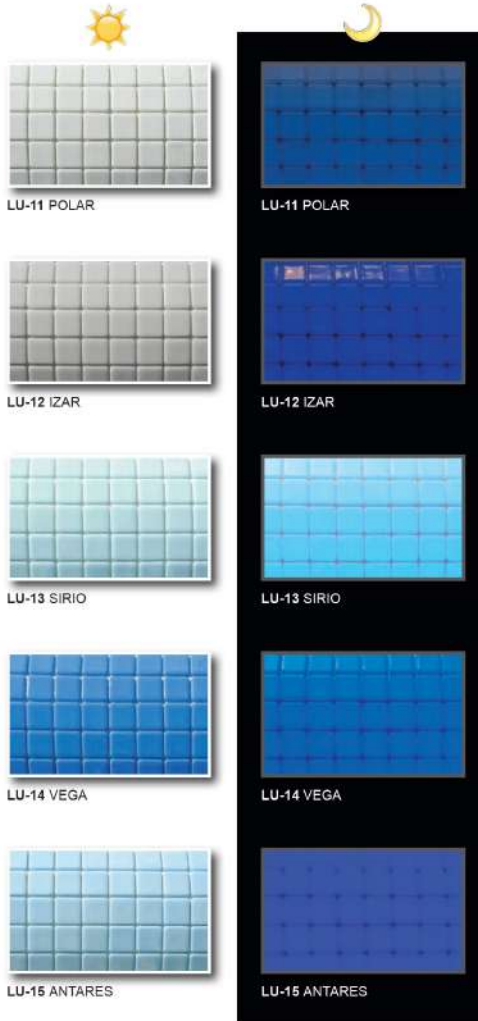 LU-11 POLAR
LU-11 POLAR
LU-12 IZAR
LU-12 IZAR
LU-13 SIRIO
LU-13 SIRIO
LU-14 VEGA
LU-14 VEGA
LU-15 ANTARES
LU-15 ANTARES